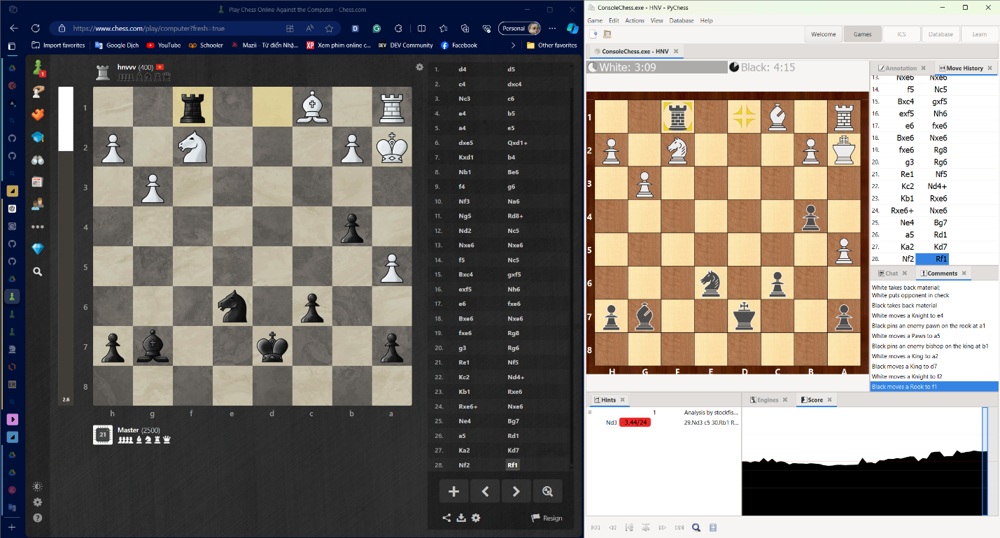 Play Chess Online Against the Computer - Chess.com
https://www.chess.com/play/computer?fresh=true
Personal
Import favorites
Google Dịch
YouTube
Schooler
Mazii - Từ điển Nhậ...
Xem phim online c...
DEV Community
Facebook
Other favorites
1
hnvvv (400)
1
2
3
4
5
6
7
8
2.6
h g f e d c b a
21
Master (2500)
1. d4 d5
2. c4 dxc4
3. Nc3 c6
4. e4 b5
5. a4 e5
6. dxe5 Qxd1+
7. Kxd1 b4
8. Nb1 Be6
9. f4 g6
10. Nf3 Na6
11. Ng5 Rd8+
12. Nd2 Nc5
13. Nxe6 Nxe6
14. f5 Nc5
15. Bxc4 gxf5
16. exf5 Nh6
17. e6 fxe6
18. Bxe6 Nxe6
19. fxe6 Rg8
20. g3 Rg6
21. Re1 Nf5
22. Kc2 Nd4+
23. Kb1 Rxe6
24. Rxe6+ Nxe6
25. Ne4 Bg7
26. a5 Rd1
27. Ka2 Kd7
28. Nf2 Rf1
Resign
ConsoleChess.exe - HNV - PyChess
Game Edit Actions View Database Help
Welcome
Games
ICS
Database
Learn
ConsoleChess.exe - HNV
White: 3:09
Black: 4:15
1
2
3
4
5
6
7
8
H G F E D C B A
Annotation
Move History
13. Nxe6 Nxe6
14. f5 Nc5
15. Bxc4 gxf5
16. exf5 Nh6
17. e6 fxe6
18. Bxe6 Nxe6
19. fxe6 Rg8
20. g3 Rg6
21. Re1 Nf5
22. Kc2 Nd4+
23. Kb1 Rxe6
24. Rxe6+ Nxe6
25. Ne4 Bg7
26. a5 Rd1
27. Ka2 Kd7
28. Nf2 Rf1
Chat
Comments
White takes back material;
White puts opponent in check
Black takes back material
White moves a Knight to e4
Black pins an enemy pawn on the rook at a1
White moves a Pawn to a5
Black pins an enemy bishop on the king at b1
White moves a King to a2
Black moves a King to d7
White moves a Knight to f2
Black moves a Rook to f1
Hints
1 Analysis by stockfis...
Nd3 3.44/24 29.Nd3 c5 30.Rb1 R...
Engines
Score